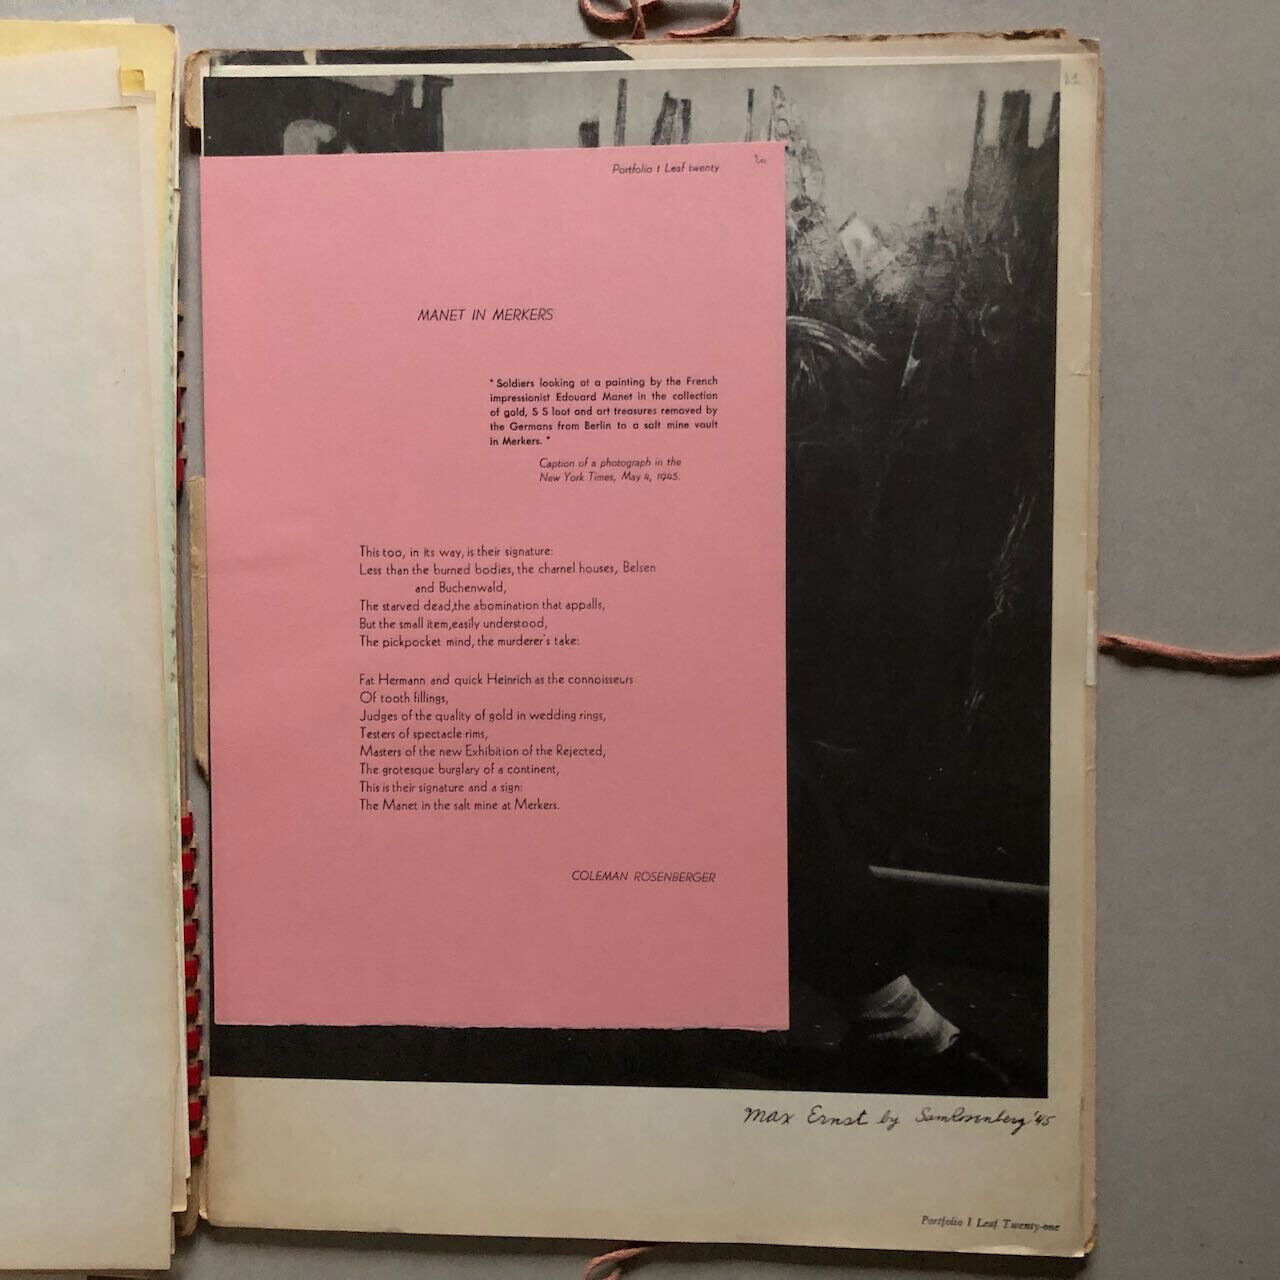 21
Portfolio 1 Leaf twenty
20
MANET IN MERKERS
"Soldiers looking at a painting by the French
impressionist Edouard Manet in the collection
of gold, S S loot and art treasures removed by
the Germans from Berlin to a salt mine vault
in Merkers."
Caption of a photograph in the
New York Times, May 4, 1945.
This too, in its way, is their signature:
Less than the burned bodies, the charnel houses, Belsen
and Buchenwald,
The starved dead,the abomination that appalls,
But the small item,easily understood,
The pickpocket mind, the murderer's take:
Fat Hermann and quick Heinrich as the connoisseurs
Of tooth fillings,
Judges of the quality of gold in wedding rings,
Testers of spectacle rims,
Masters of the new Exhibition of the Rejected,
The grotesque burglary of a continent,
This is their signature and a sign:
The Manet in the salt mine at Merkers.
COLEMAN ROSENBERGER
Max Ernst by Sam Rosenberg '45
Portfolio I Leaf Twenty-one